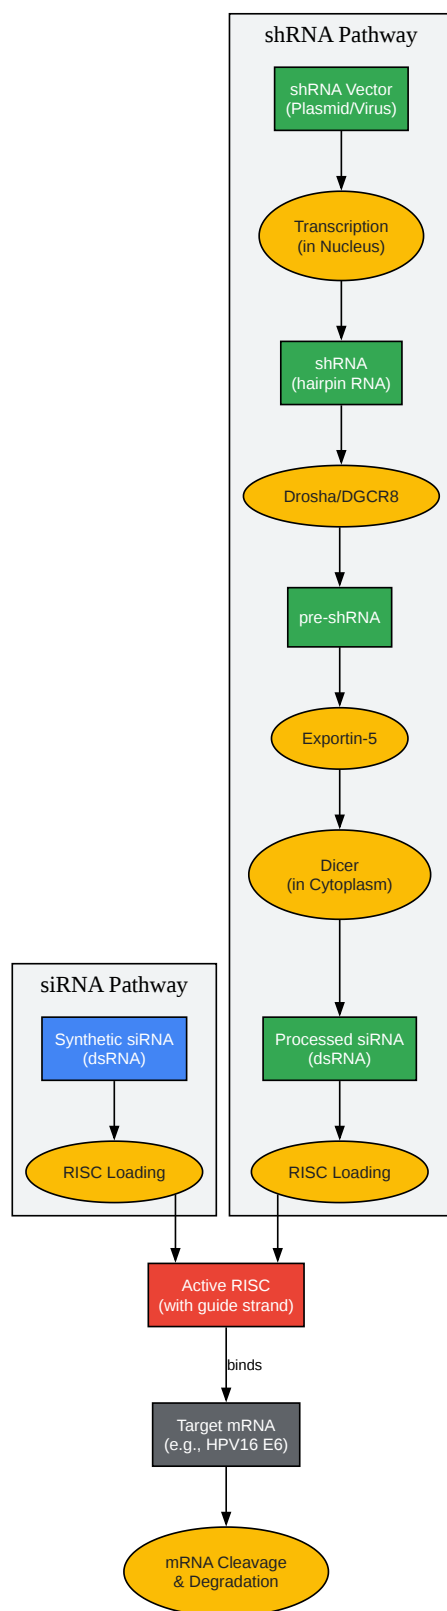 shRNA Pathway
shRNA Vector
(Plasmid/Virus)
Transcription
(in Nucleus)
shRNA
(hairpin RNA)
Drosha/DGCR8
pre-shRNA
Exportin-5
Dicer
(in Cytoplasm)
siRNA Pathway
Synthetic siRNA
(dsRNA)
Processed siRNA
(dsRNA)
RISC Loading
RISC Loading
Active RISC
(with guide strand)
binds
Target mRNA
(e.g., HPV16 E6)
mRNA Cleavage
& Degradation